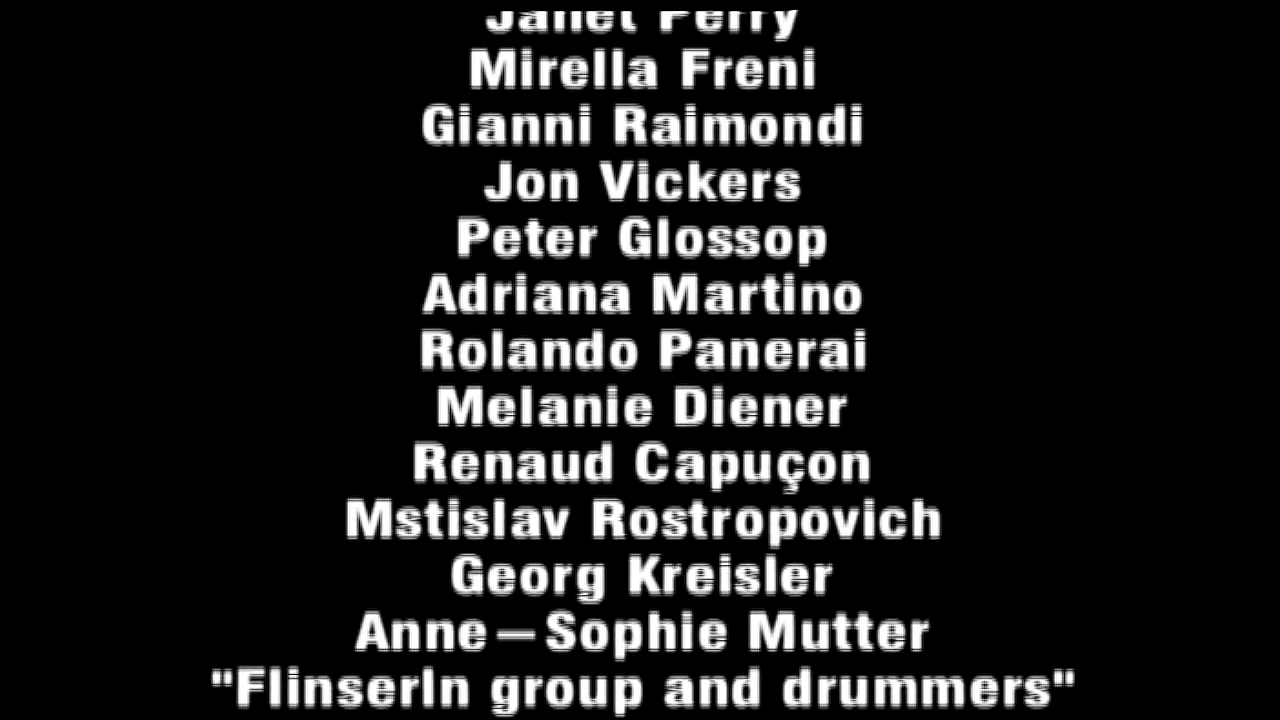 Janet Perry
Mirella Freni
Gianni Raimondi
Jon Vickers
Peter Glossop
Adriana Martino
Rolando Panerai
Melanie Diener
Renaud Capuçon
Mstislav Rostropovich
Georg Kreisler
Anne—Sophie Mutter
"Flinserln group and drummers"